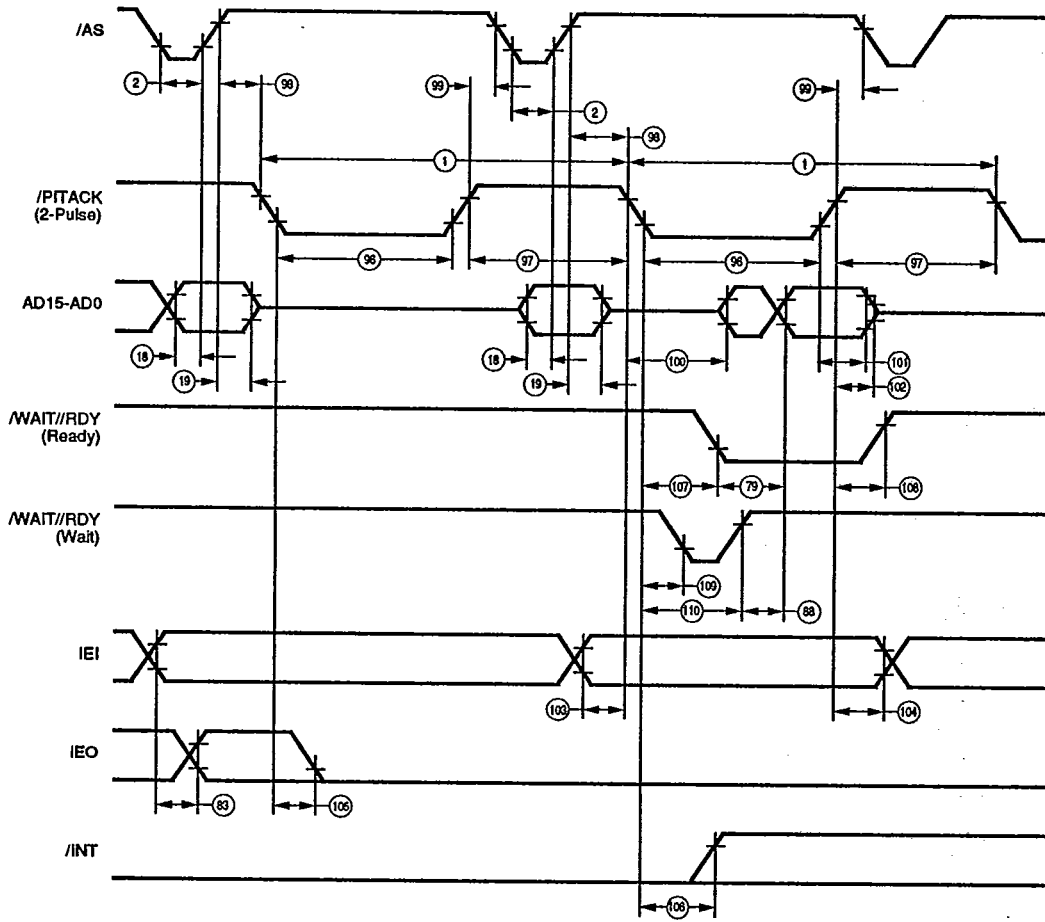 /AS
2
98
99
2
98
99
1
1
/PITACK
(2-Pulse)
96
97
96
97
AD15-AD0
18
19
18
19
100
101
102
/WAIT//RDY
(Ready)
107
79
108
/WAIT//RDY
(Wait)
109
110
88
IEI
103
104
IEO
83
105
/INT
106